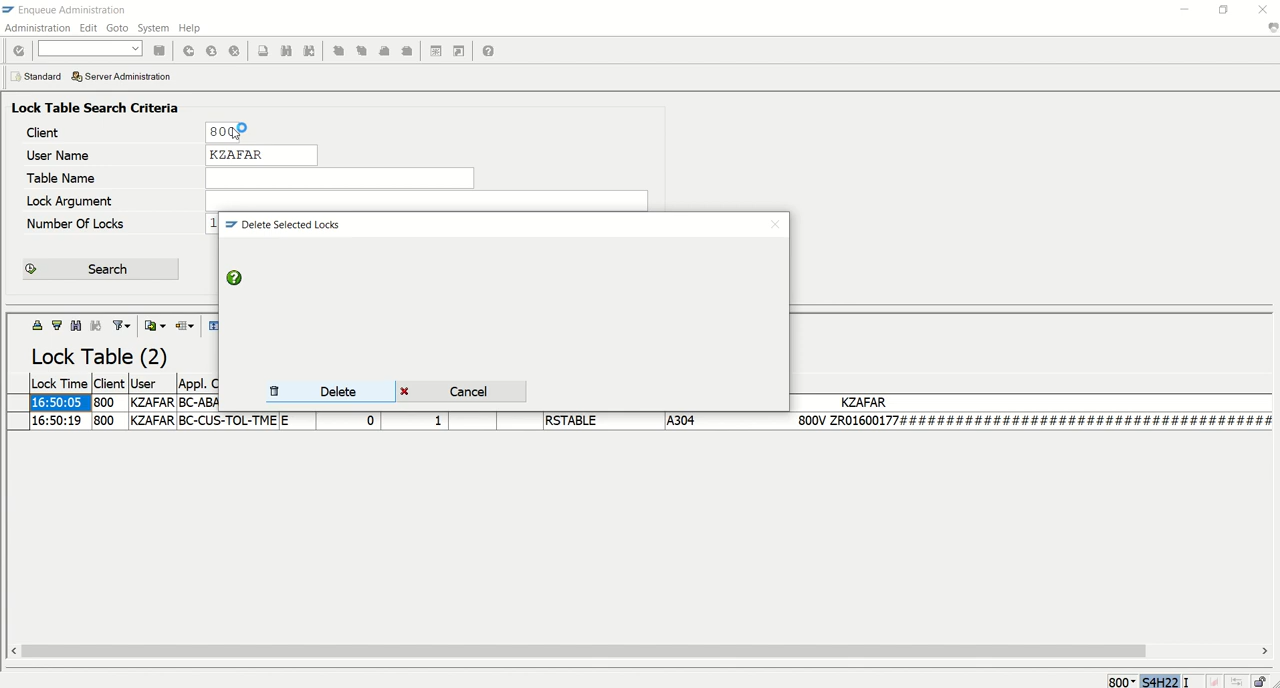 Enqueue Administration
Administration Edit Goto System Help
Standard Server Administration
Lock Table Search Criteria
Client 800
User Name KZAFAR
Table Name
Lock Argument
Number Of Locks 1
Delete Selected Locks
Search
Delete Cancel
Lock Table (2)
Lock Time Client User Appl. C
16:50:05 800 KZAFAR BC-ABA KZAFAR
16:50:19 800 KZAFAR BC-CUS-TOL-TME E 0 1 RSTABLE A304 800V ZR01600177#########################################
800 S4H22 I